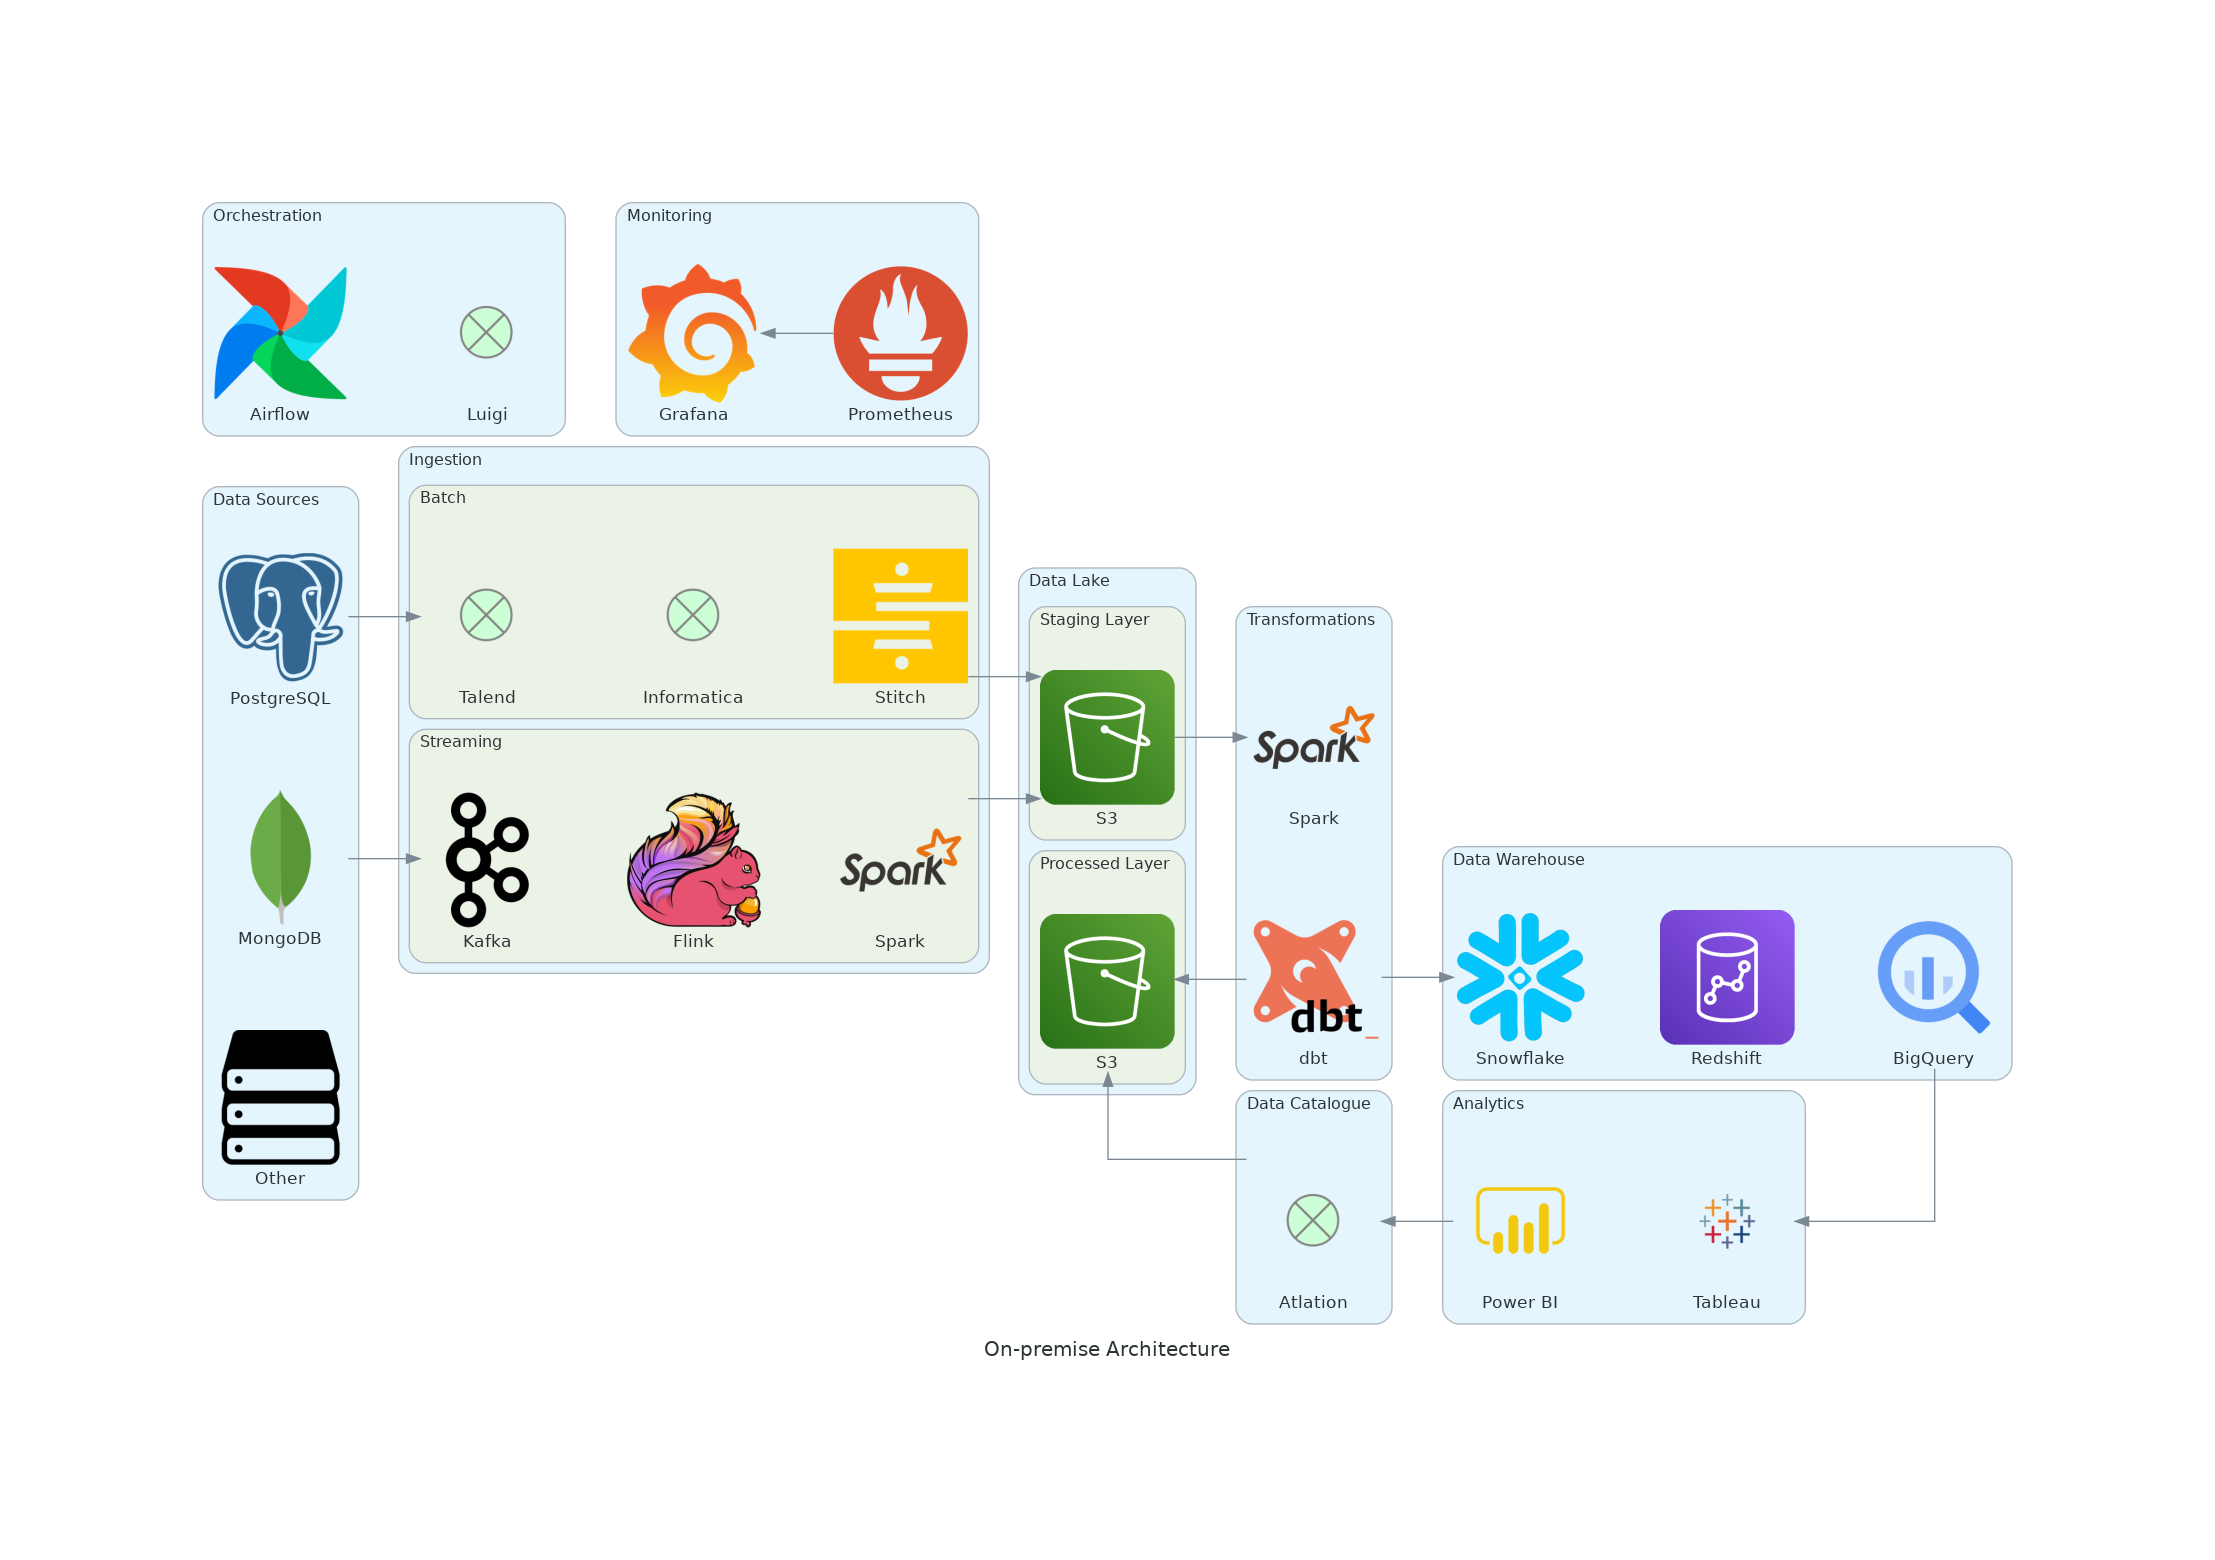 Orchestration
Airflow
Luigi
Monitoring
Grafana
Prometheus
Data Sources
PostgreSQL
MongoDB
Other
Ingestion
Batch
Talend
Informatica
Stitch
Streaming
Kafka
Flink
Spark
Spark
Data Lake
Staging Layer
S3
Processed Layer
S3
Transformations
Spark
Spark
dbt_
dbt
Data Warehouse
Snowflake
Redshift
BigQuery
Data Catalogue
Atlation
Analytics
Power BI
Tableau
On-premise Architecture